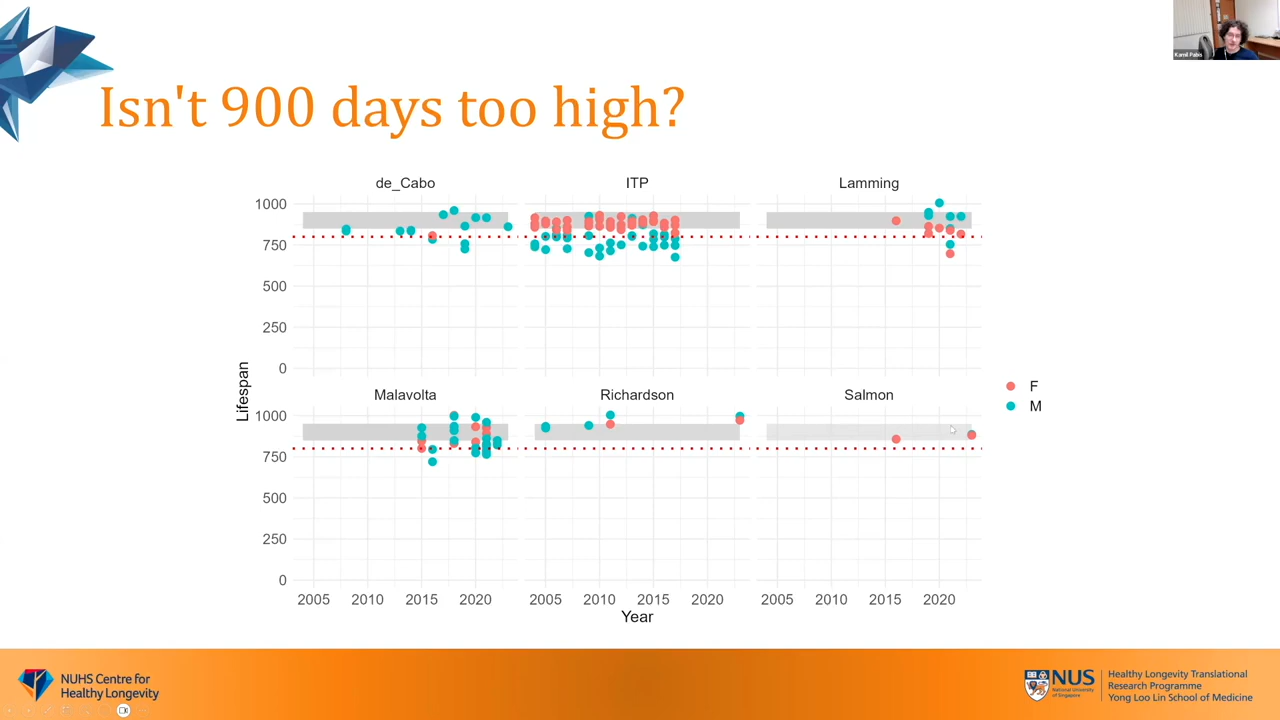 Kamil Pabis
Isn't 900 days too high?
de_Cabo ITP Lamming
1000
750
500
250
0
Malavolta Richardson Salmon
1000
750
500
250
0
2005 2010 2015 2020 2005 2010 2015 2020 2005 2010 2015 2020
Year
Lifespan
F
M
NUHS Centre for
Healthy Longevity
NUS
National University
of Singapore
Healthy Longevity Translational
Research Programme
Yong Loo Lin School of Medicine